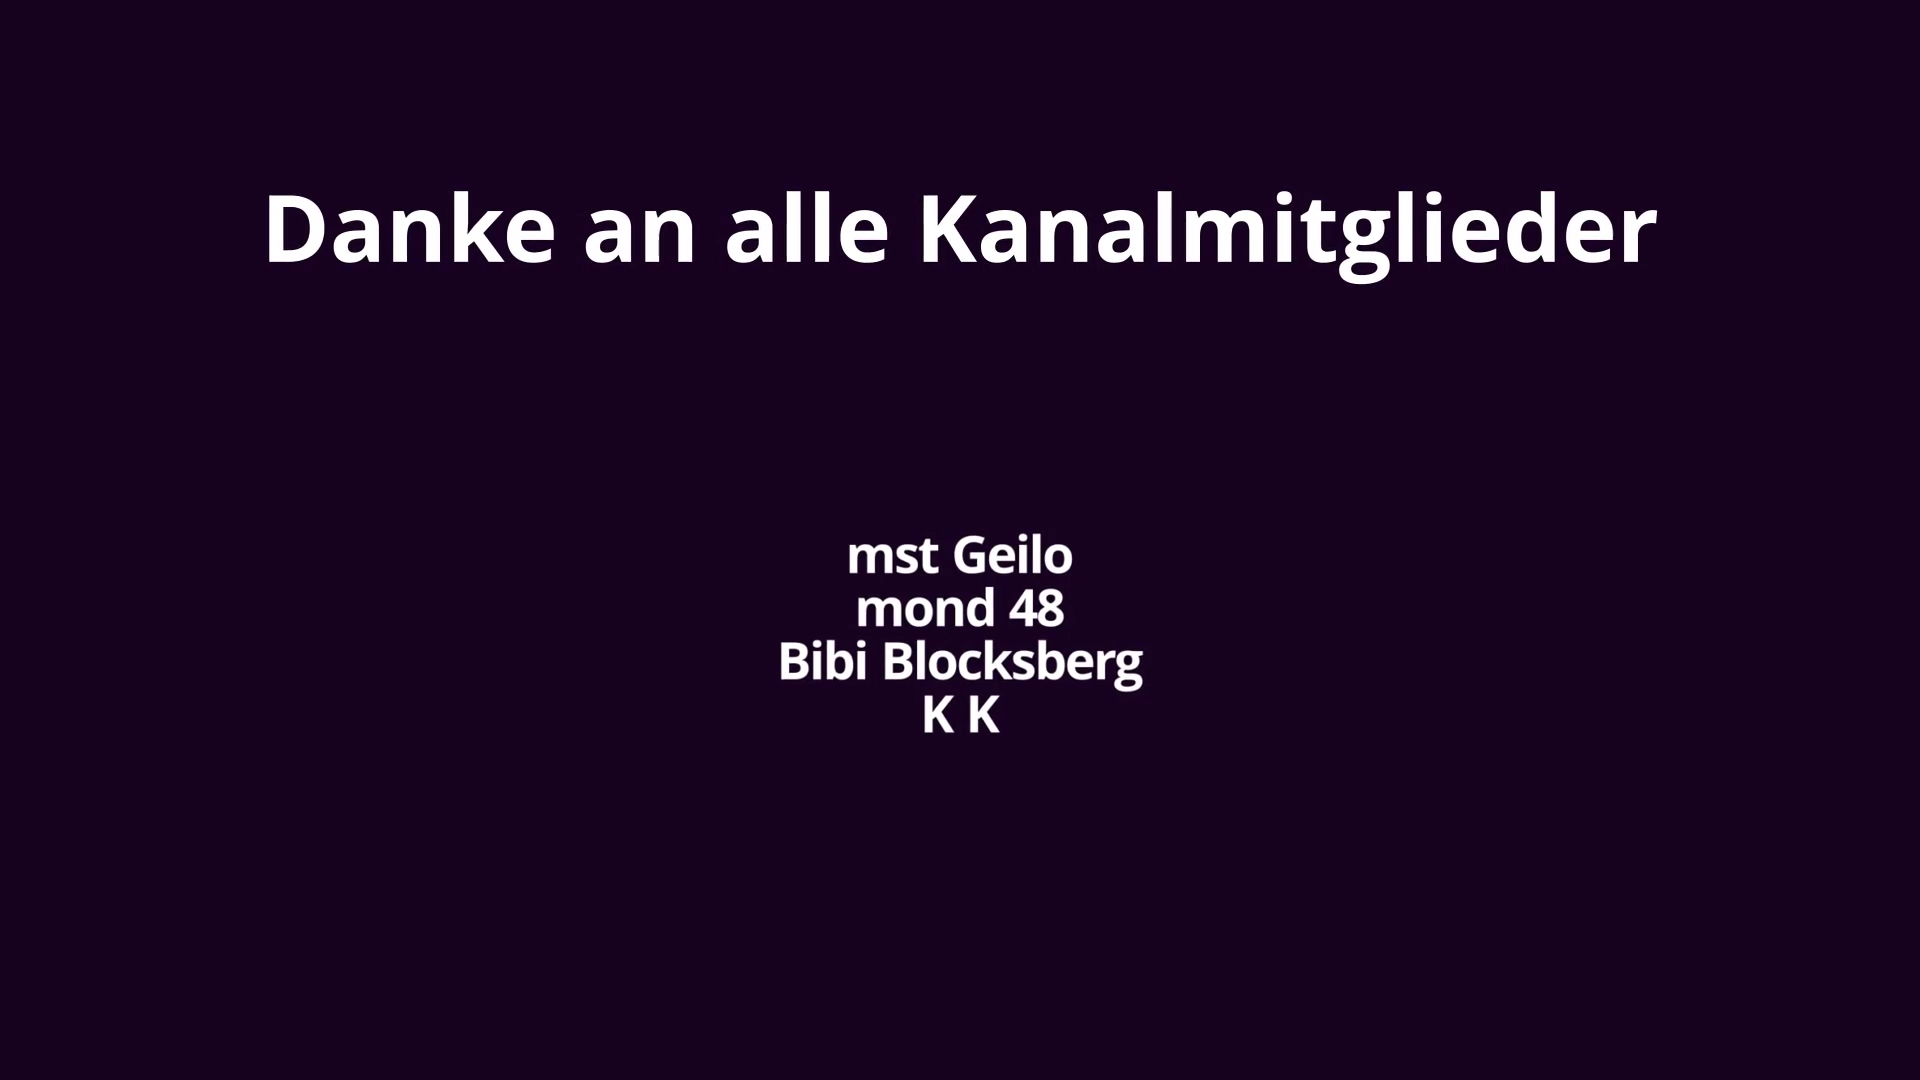 Danke an alle Kanalmitglieder
mst Geilo
mond 48
Bibi Blocksberg
K K